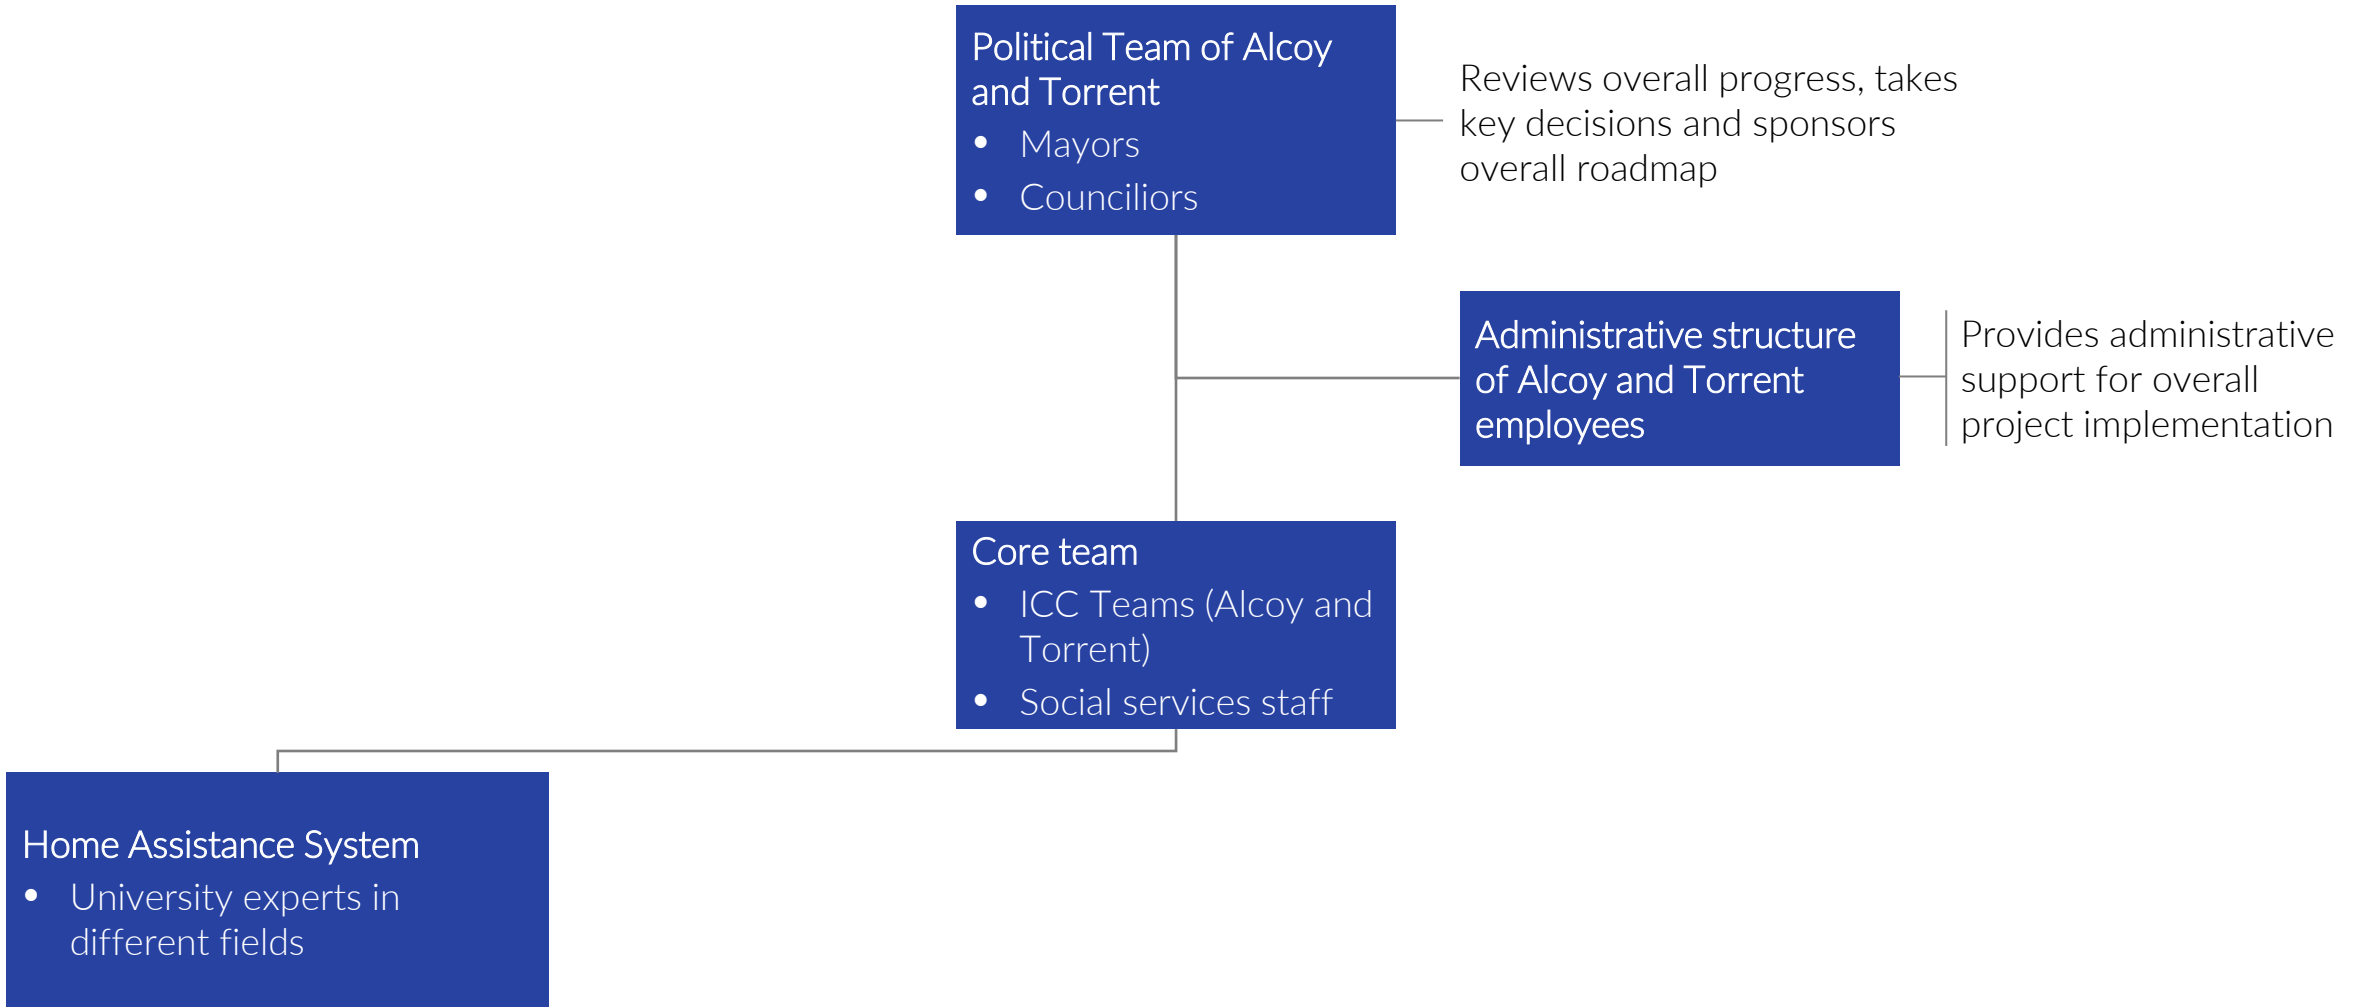 Political Team of Alcoy
and Torrent
• Mayors
• Counciliors
Reviews overall progress, takes
key decisions and sponsors
overall roadmap
Administrative structure
of Alcoy and Torrent
employees
Provides administrative
support for overall
project implementation
Core team
• ICC Teams (Alcoy and
Torrent)
• Social services staff
Home Assistance System
• University experts in
different fields